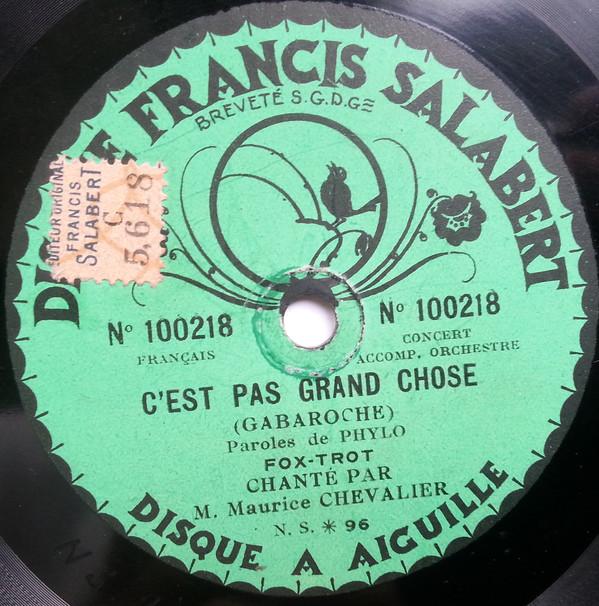 DISQUE FRANCIS SALABERT
BREVETÉ S.G.D.G
EDITEUR ORIGINAL
FRANCIS
SALABERT
C
5.618
Nº 100218
FRANÇAIS
Nº 100218
CONCERT
ACCOMP. ORCHESTRE
C'EST PAS GRAND CHOSE
(GABAROCHE)
Paroles de PHYLO
FOX-TROT
CHANTÉ PAR
M. Maurice CHEVALIER
N. S. * 96
DISQUE A AIGUILLE